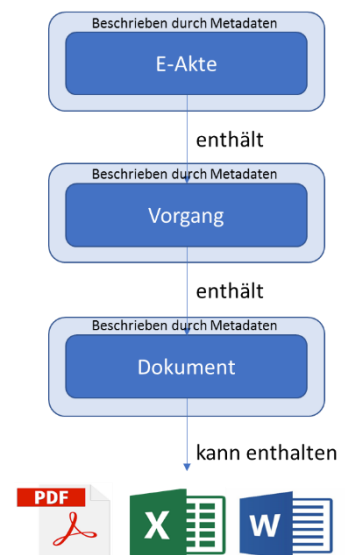 Beschrieben durch Metadaten
E-Akte
enthält
Beschrieben durch Metadaten
Vorgang
enthält
Beschrieben durch Metadaten
Dokument
kann enthalten
PDF
X
W